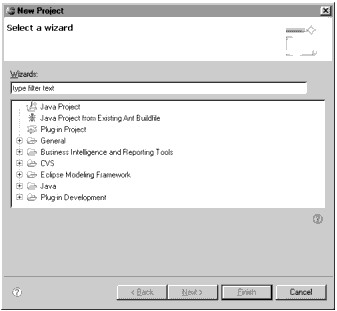 New Project
Select a wizard
Wizards:
type filter text
Java Project
Java Project from Existing Ant Buildfile
Plug-in Project
General
Business Intelligence and Reporting Tools
CVS
Eclipse Modeling Framework
Java
Plug-in Development
< Back
Next >
Finish
Cancel